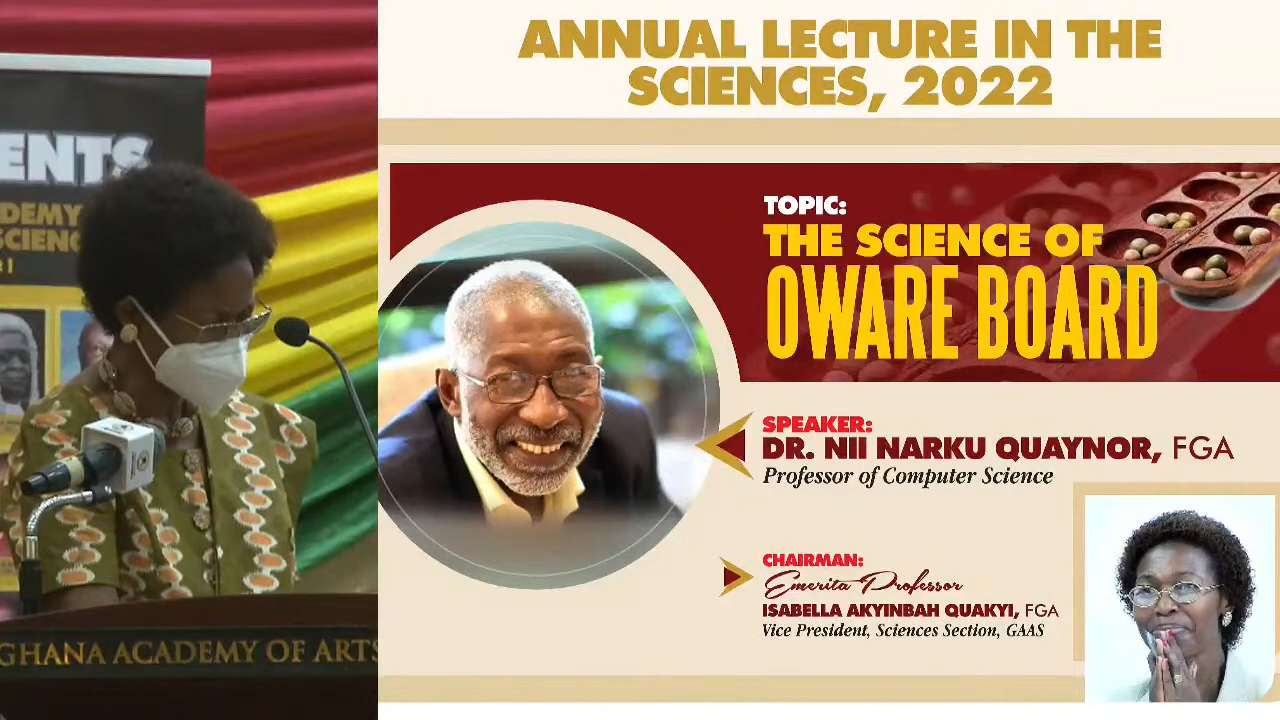 ENTS
DEMY
SCIENC
ANNUAL LECTURE IN THE
SCIENCES, 2022
TOPIC:
THE SCIENCE OF
OWARE BOARD
SPEAKER:
DR. NII NARKU QUAYNOR, FGA
Professor of Computer Science
CHAIRMAN:
Emerita Professor
ISABELLA AKYINBAH QUAKYI, FGA
Vice President, Sciences Section, GAAS
GHANA ACADEMY OF ARTS